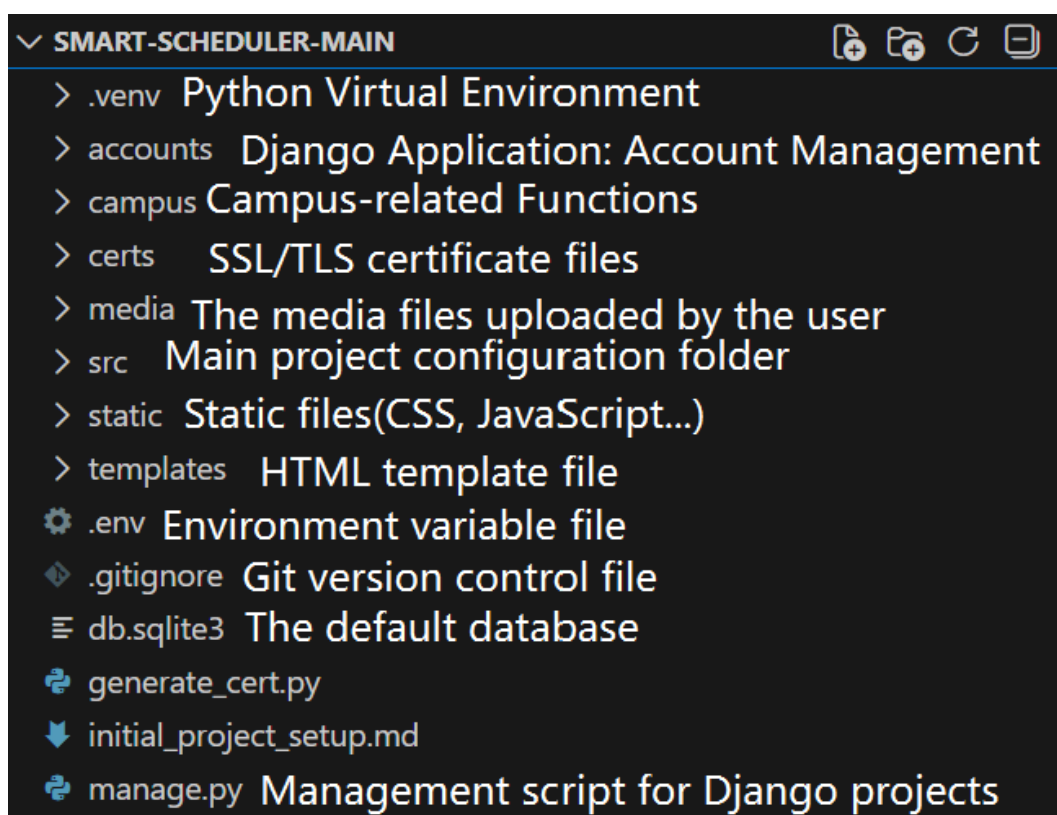 SMART-SCHEDULER-MAIN
.venv Python Virtual Environment
accounts Django Application: Account Management
campus Campus-related Functions
certs SSL/TLS certificate files
media The media files uploaded by the user
src Main project configuration folder
static Static files(CSS, JavaScript...)
templates HTML template file
.env Environment variable file
.gitignore Git version control file
db.sqlite3 The default database
generate_cert.py
initial_project_setup.md
manage.py Management script for Django projects